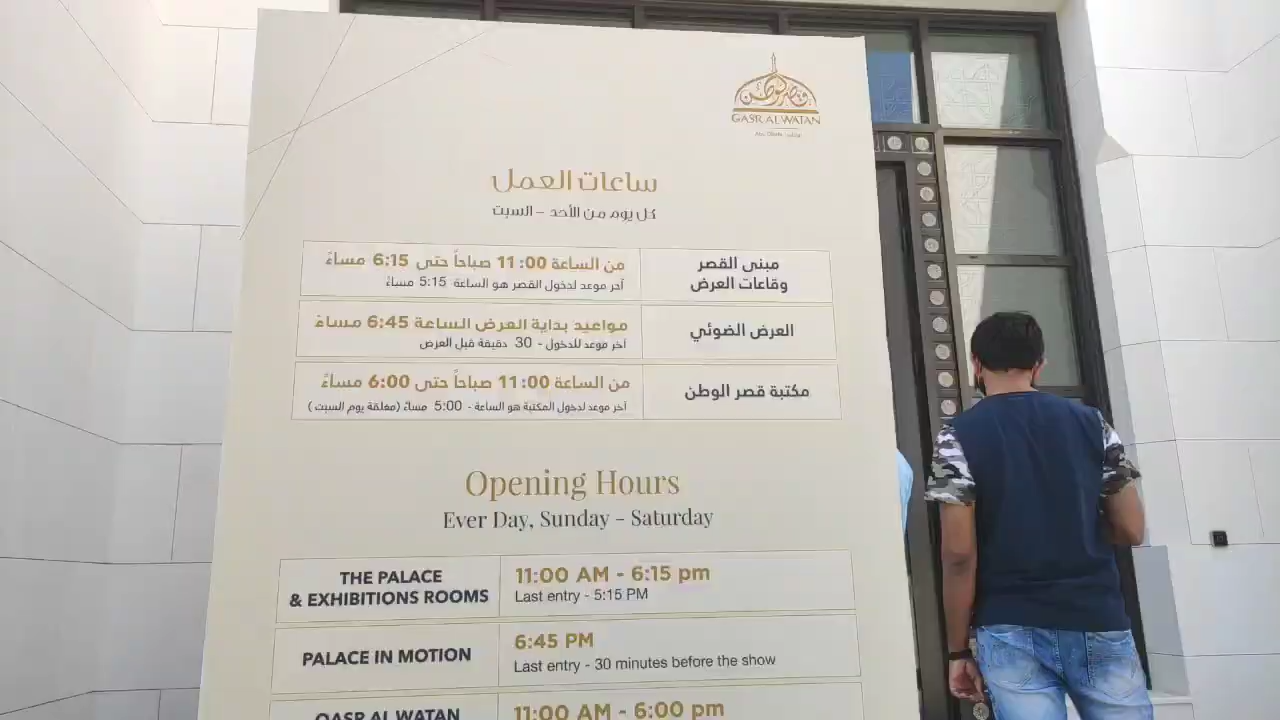 قصر الوطن
QASR AL WATAN
ساعات العمل
كل يوم من الأحد – السبت
مبنى القصر
وقاعات العرض
من الساعة 11:00 صباحاً حتى 6:15 مساءً
آخر موعد لدخول القصر هو الساعة 5:15 مساءً
العرض الضوئي
مواعيد بداية العرض الساعة 6:45 مساءً
آخر موعد للدخول - 30 دقيقة قبل العرض
مكتبة قصر الوطن
من الساعة 11:00 صباحاً حتى 6:00 مساءً
آخر موعد لدخول المكتبة هو الساعة - 5:00 مساءً (مغلقة يوم السبت )
Opening Hours
Ever Day, Sunday – Saturday
THE PALACE
& EXHIBITIONS ROOMS
11:00 AM - 6:15 pm
Last entry - 5:15 PM
PALACE IN MOTION
6:45 PM
Last entry - 30 minutes before the show
QASR AL WATAN
11:00 AM - 6:00 pm